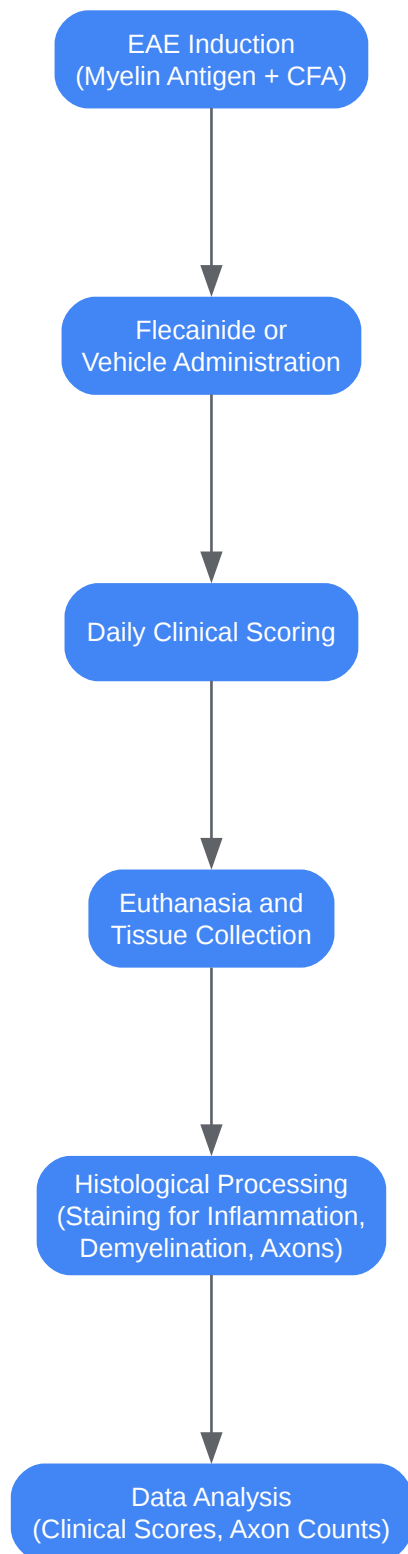 EAE Induction
(Myelin Antigen + CFA)
Flecainide or
Vehicle Administration
Daily Clinical Scoring
Euthanasia and
Tissue Collection
Histological Processing
(Staining for Inflammation,
Demyelination, Axons)
Data Analysis
(Clinical Scores, Axon Counts)